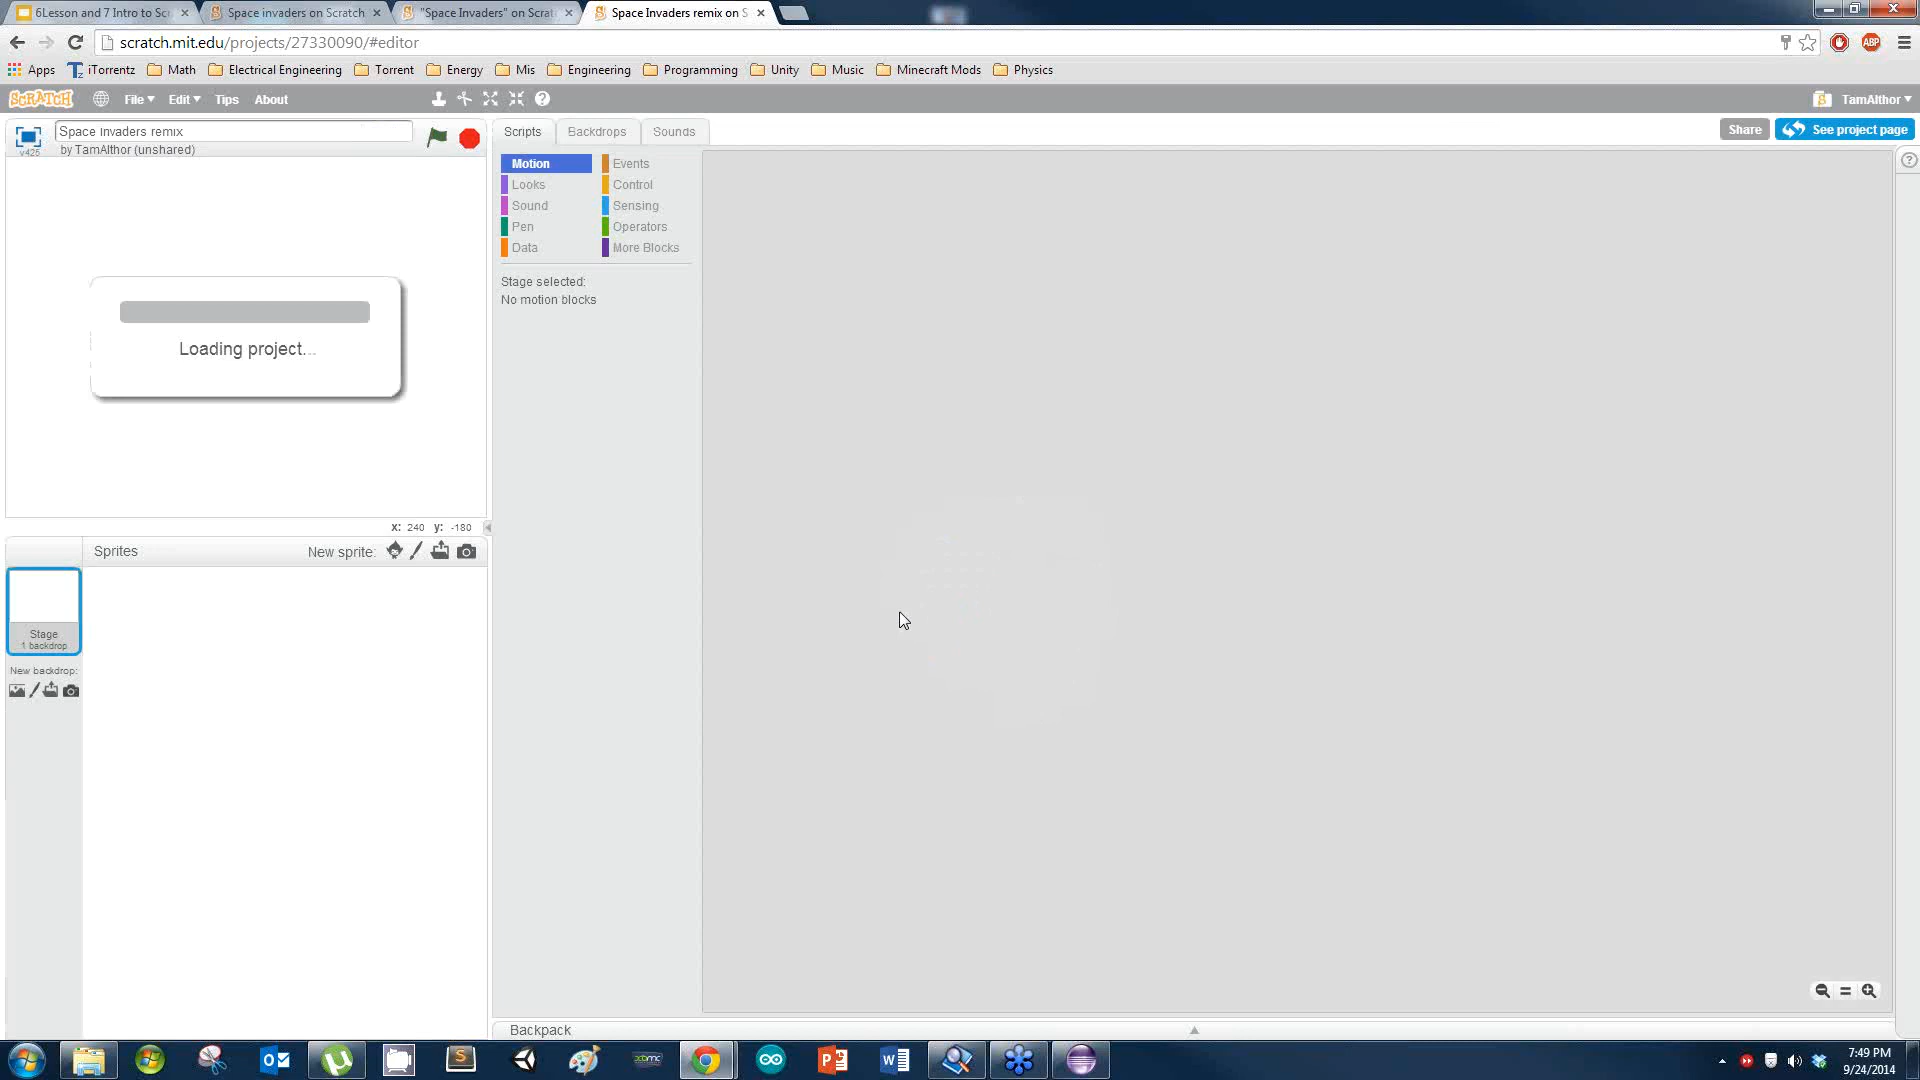 6Lesson and 7 Intro to Sc
Space invaders on Scratch
"Space Invaders" on Scrat
Space Invaders remix on S
scratch.mit.edu/projects/27330090/#editor
ABP
Apps
iTorrentz
Math
Electrical Engineering
Torrent
Energy
Mis
Engineering
Programming
Unity
Music
Minecraft Mods
Physics
SCRATCH
File
Edit
Tips
About
TamAlthor
Space invaders remix
by TamAlthor (unshared)
v425
Scripts
Backdrops
Sounds
Share
See project page
Motion
Looks
Sound
Pen
Data
Events
Control
Sensing
Operators
More Blocks
Stage selected:
No motion blocks
Loading project...
x: 240 y: -180
Sprites
New sprite:
Stage
1 backdrop
New backdrop:
Backpack
xbmc
7:49 PM
9/24/2014